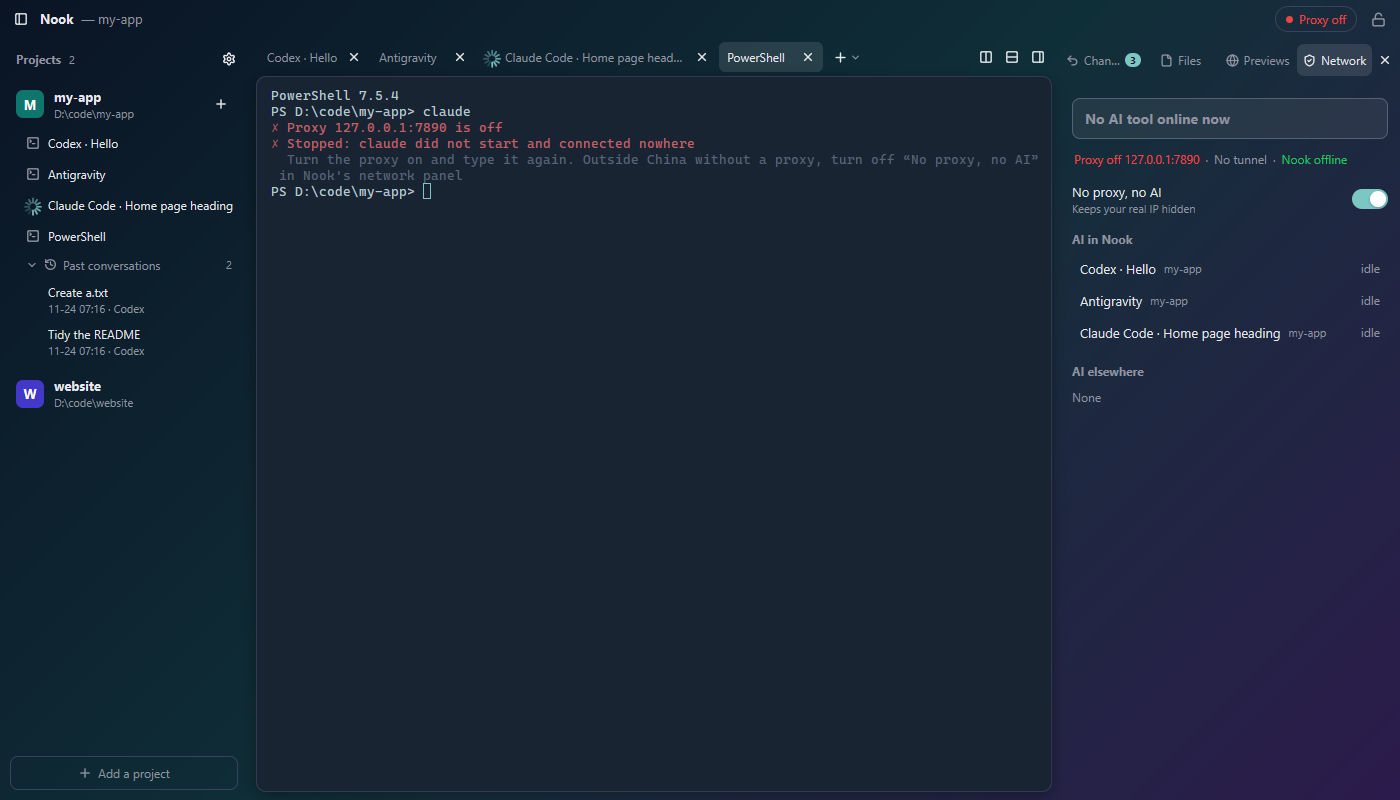 Nook — my-app
Proxy off
Projects 2
M
my-app
D:\code\my-app
Codex · Hello
Antigravity
Claude Code · Home page heading
PowerShell
Past conversations 2
Create a.txt
11-24 07:16 · Codex
Tidy the README
11-24 07:16 · Codex
W
website
D:\code\website
Add a project
Codex · Hello
Antigravity
Claude Code · Home page head...
PowerShell
PowerShell 7.5.4
PS D:\code\my-app> claude
✗ Proxy 127.0.0.1:7890 is off
✗ Stopped: claude did not start and connected nowhere
Turn the proxy on and type it again. Outside China without a proxy, turn off “No proxy, no AI”
in Nook's network panel
PS D:\code\my-app>
Chan... 3
Files
Previews
Network
No AI tool online now
Proxy off 127.0.0.1:7890 · No tunnel · Nook offline
No proxy, no AI
Keeps your real IP hidden
AI in Nook
Codex · Hello my-app idle
Antigravity my-app idle
Claude Code · Home page heading my-app idle
AI elsewhere
None